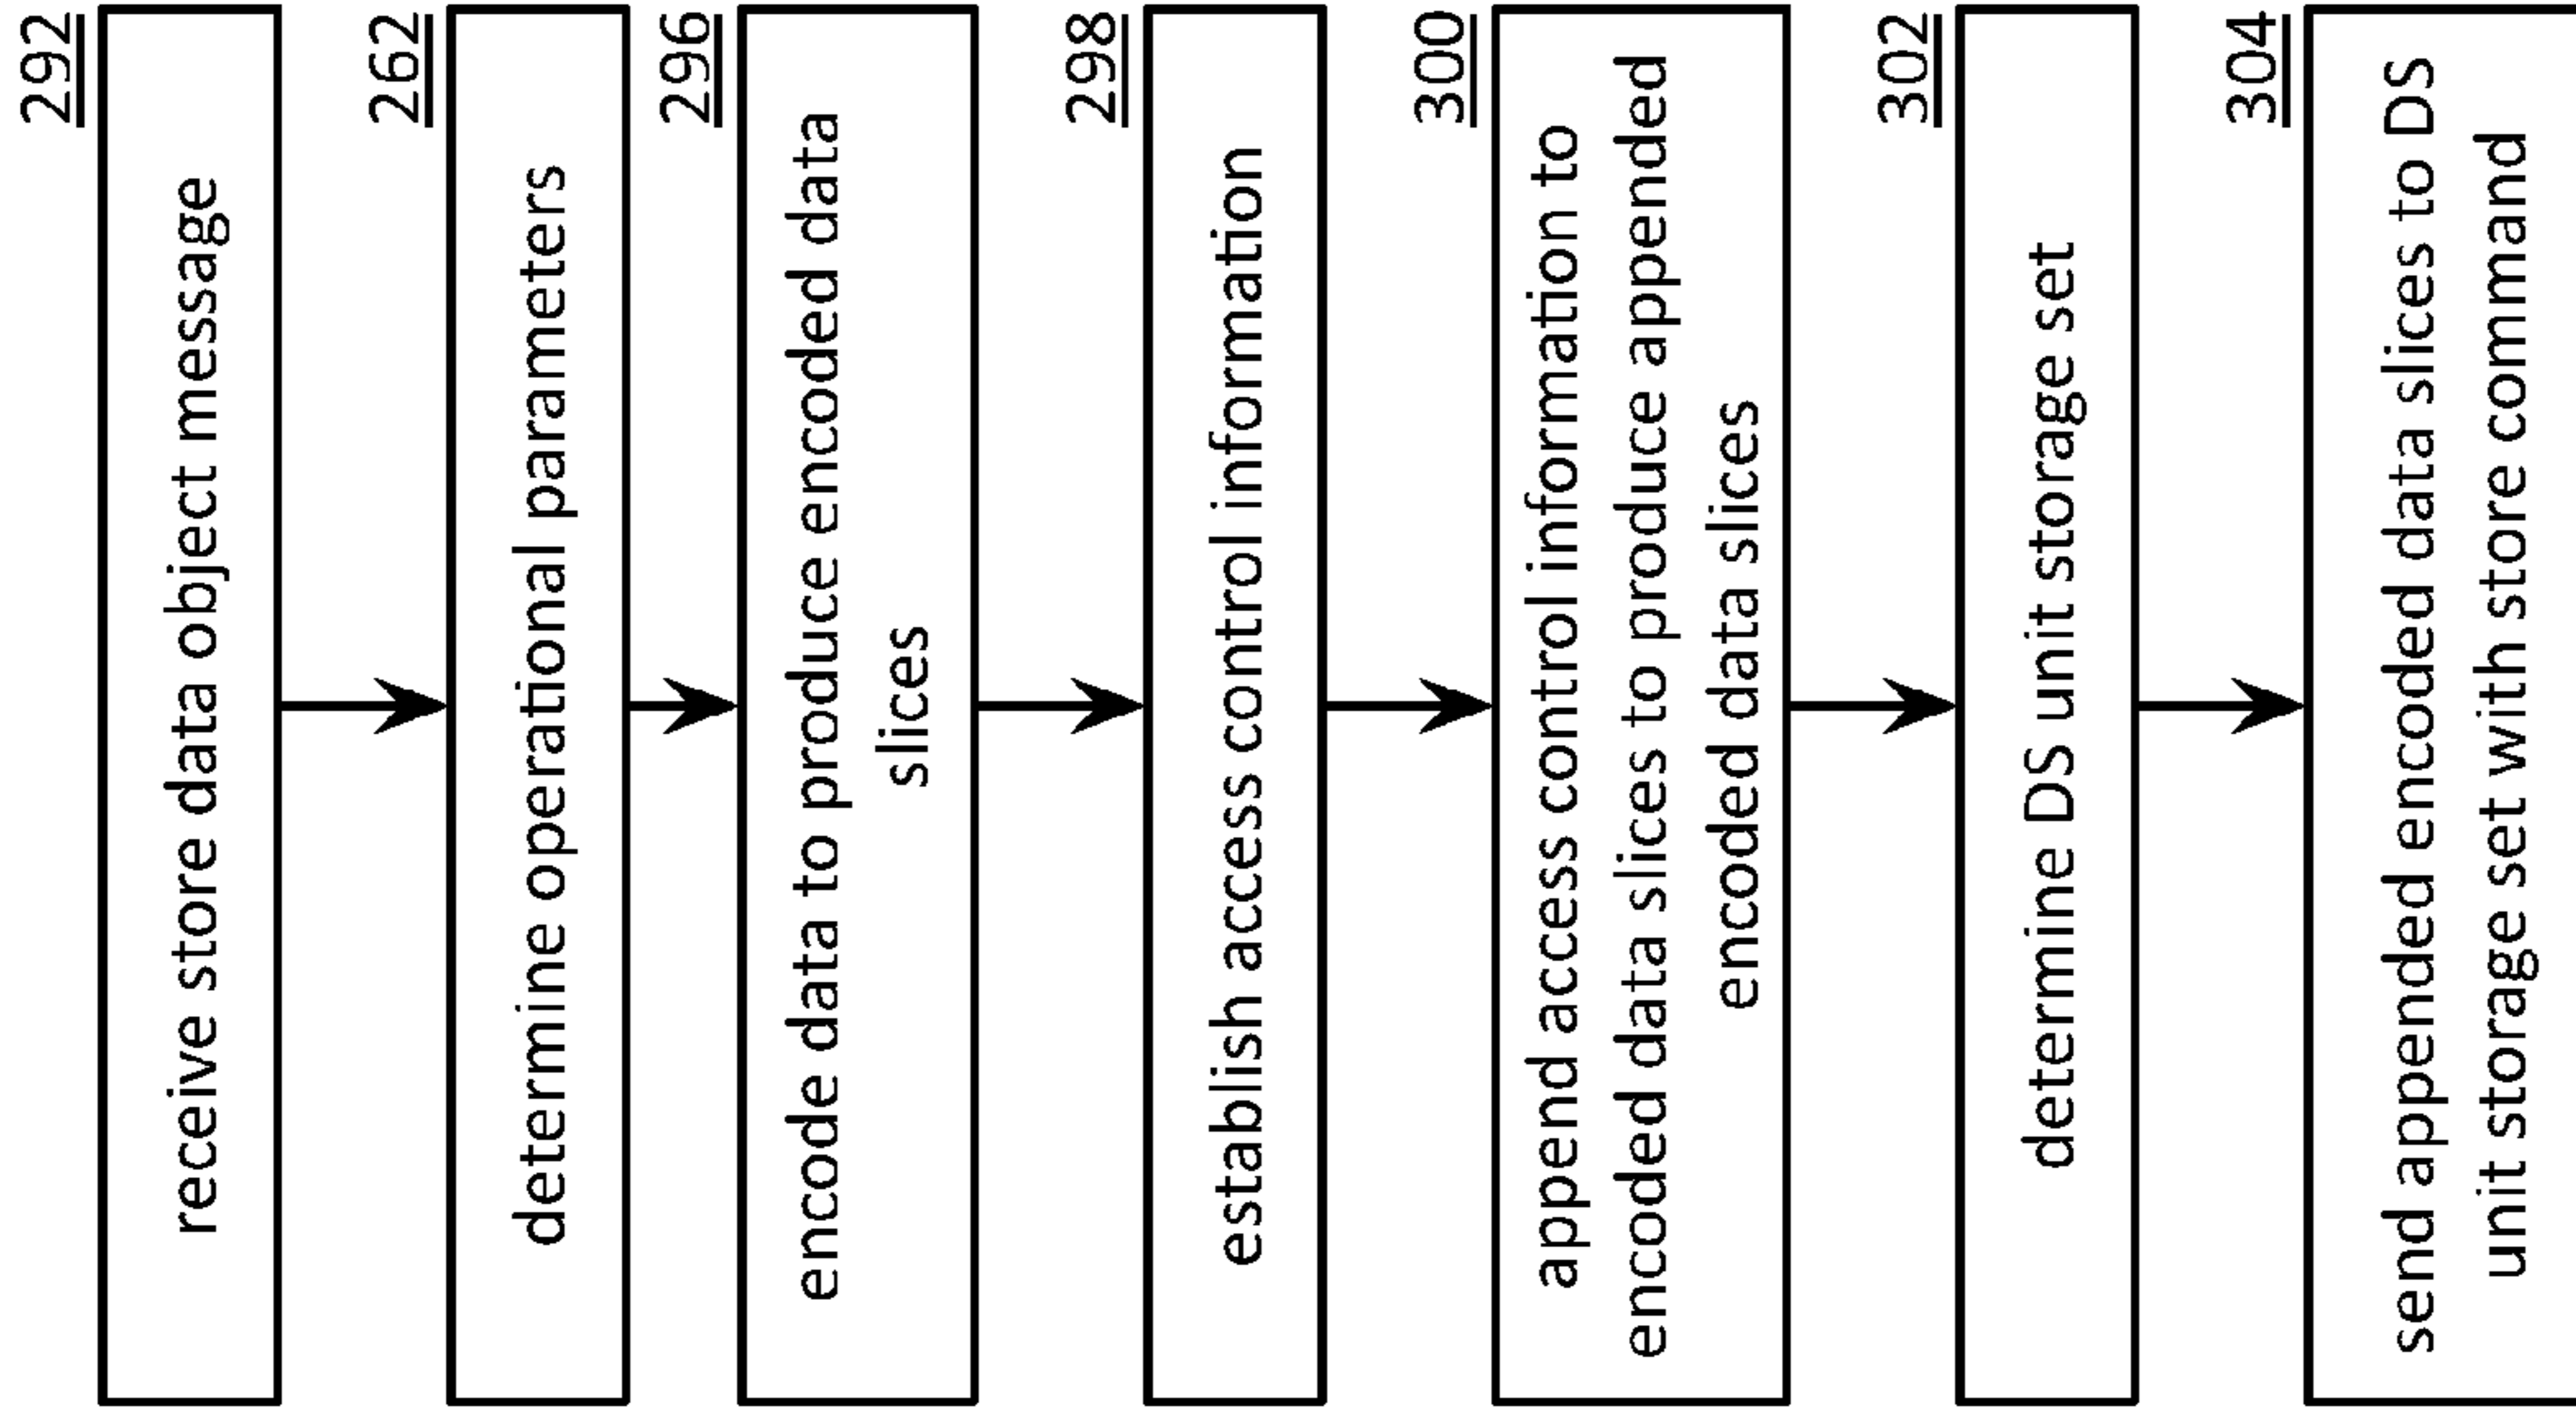 292
receive store data object message
262
determine operational parameters
296
encode data to produce encoded data
slices
298
establish access control information
300
append access control information to
encoded data slices to produce appended
encoded data slices
302
determine DS unit storage set
304
send appended encoded data slices to DS
unit storage set with store command